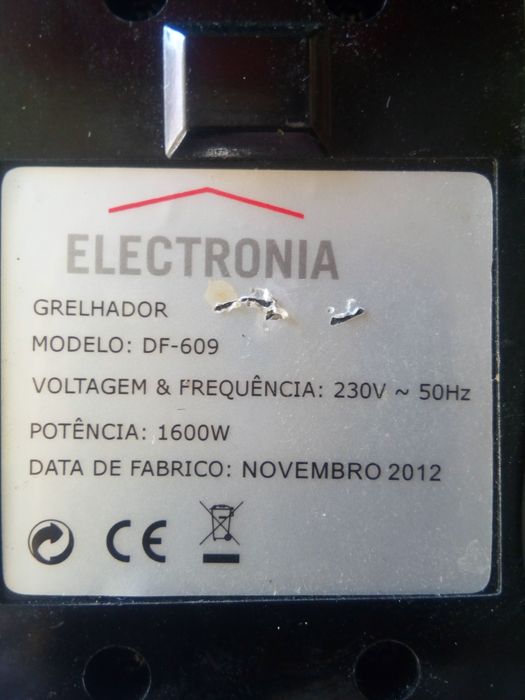 ELECTRONIA
GRELHADOR
MODELO: DF-609
VOLTAGEM & FREQUÊNCIA: 230V ~ 50Hz
POTÊNCIA: 1600W
DATA DE FABRICO: NOVEMBRO 2012
CE